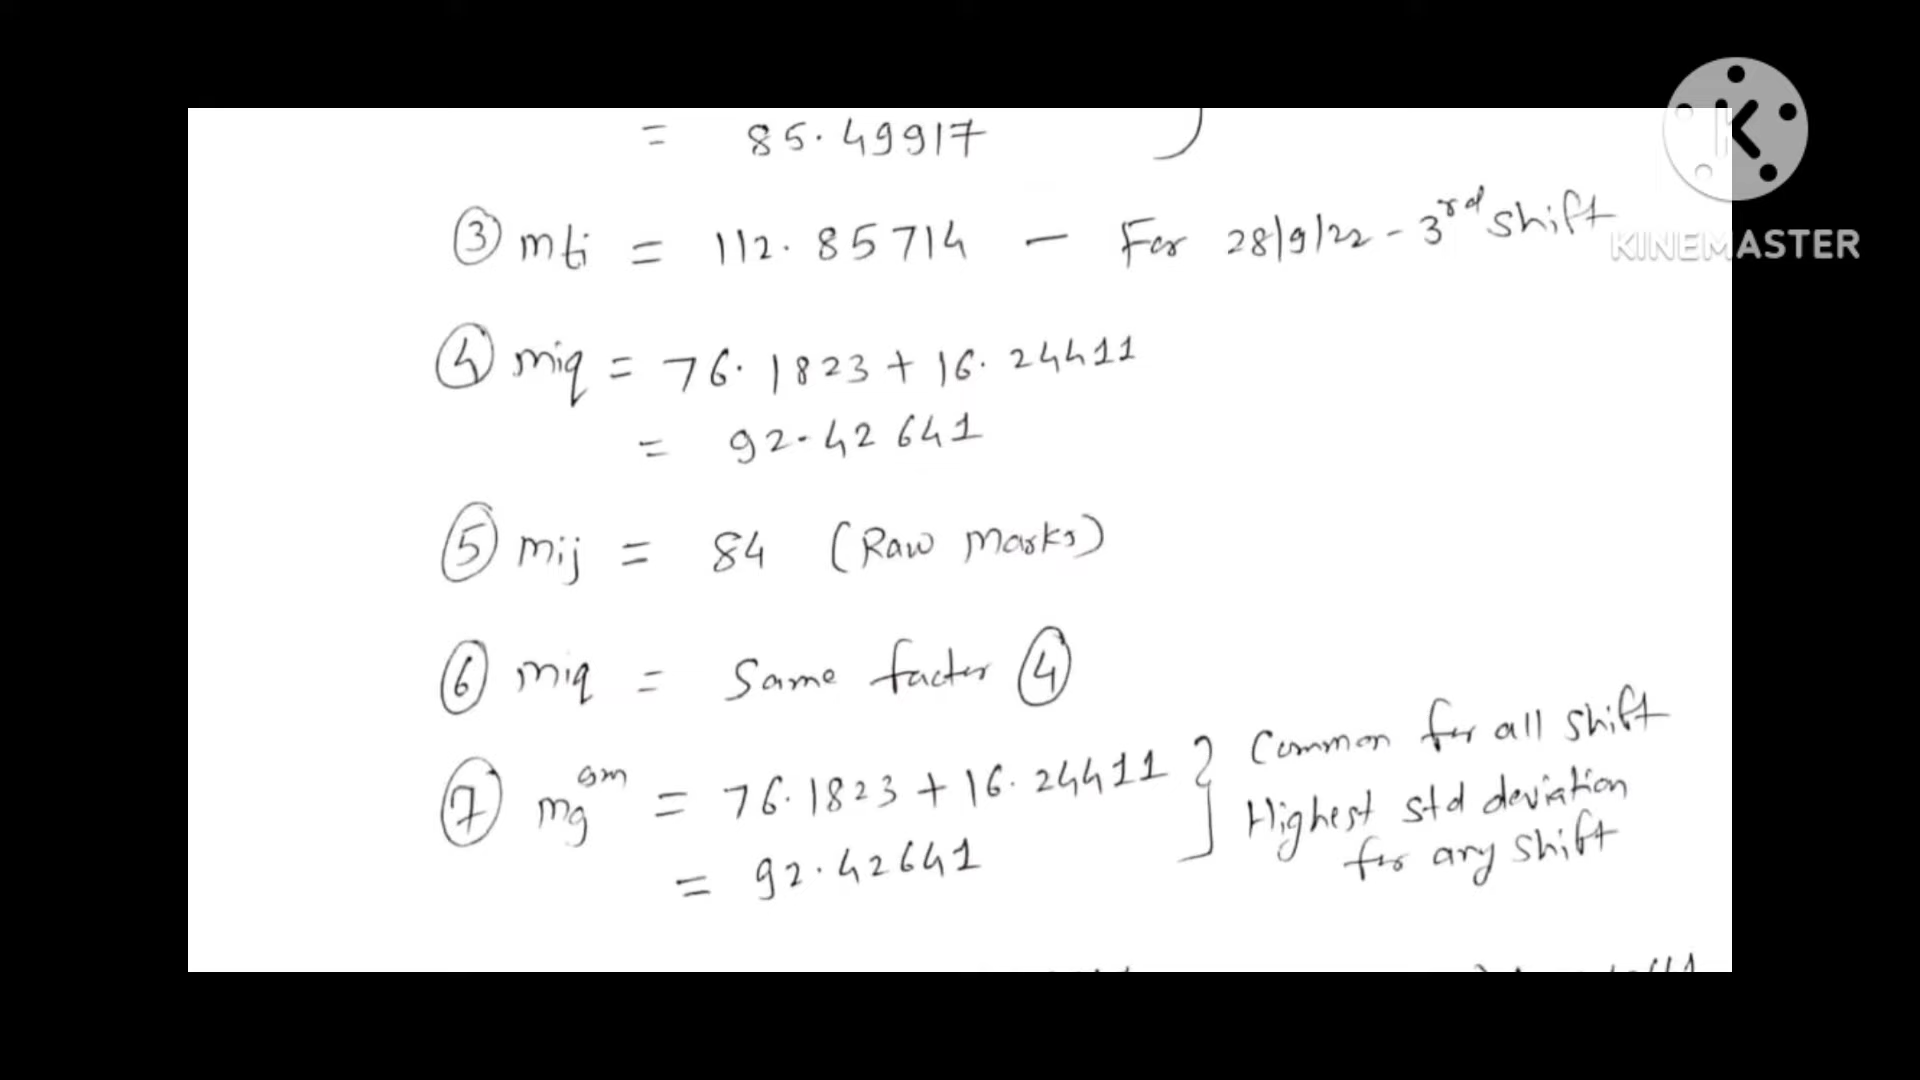 = 85.49917
③ mti = 112.85714 — For 28/9/22 - 3rd shift
KINEMASTER
④ miq = 76.1823 + 16.24411
= 92.42641
⑤ mij = 84 (Raw Marks)
⑥ miq = Same factor ④
⑦ mg = 76.1823 + 16.24411 } Common for all shift
= 92.42641
Highest std deviation
for any shift